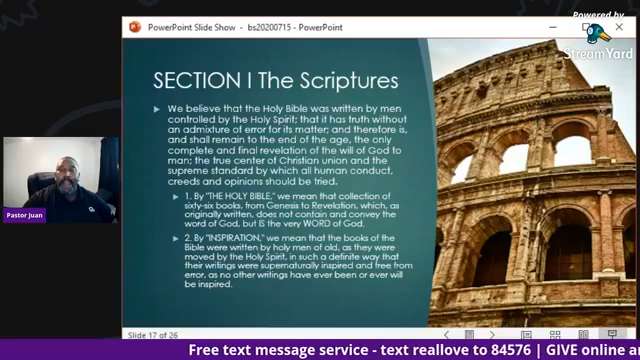 Powered by
StreamYard
PowerPoint Slide Show - bs20200715 - PowerPoint
SECTION I The Scriptures
We believe that the Holy Bible was written by men
controlled by the Holy Spirit; that it has truth without
an admixture of error for its matter; and therefore is,
and shall remain to the end of the age, the only
complete and final revelation of the will of God to
man; the true center of Christian union and the
supreme standard by which all human conduct,
creeds and opinions should be tried.
1. By "THE HOLY BIBLE," we mean that collection of
sixty-six books, from Genesis to Revelation, which, as
originally written, does not contain and convey the
word of God, but IS the very WORD of God.
2. By "INSPIRATION," we mean that the books of the
Bible were written by holy men of old, as they were
moved by the Holy Spirit, in such a definite way that
their writings were supernaturally inspired and free from
error, as no other writings have ever been or ever will
be inspired.
Pastor Juan
Slide 17 of 26
Free text message service - text reallove to 84576 | GIVE online a